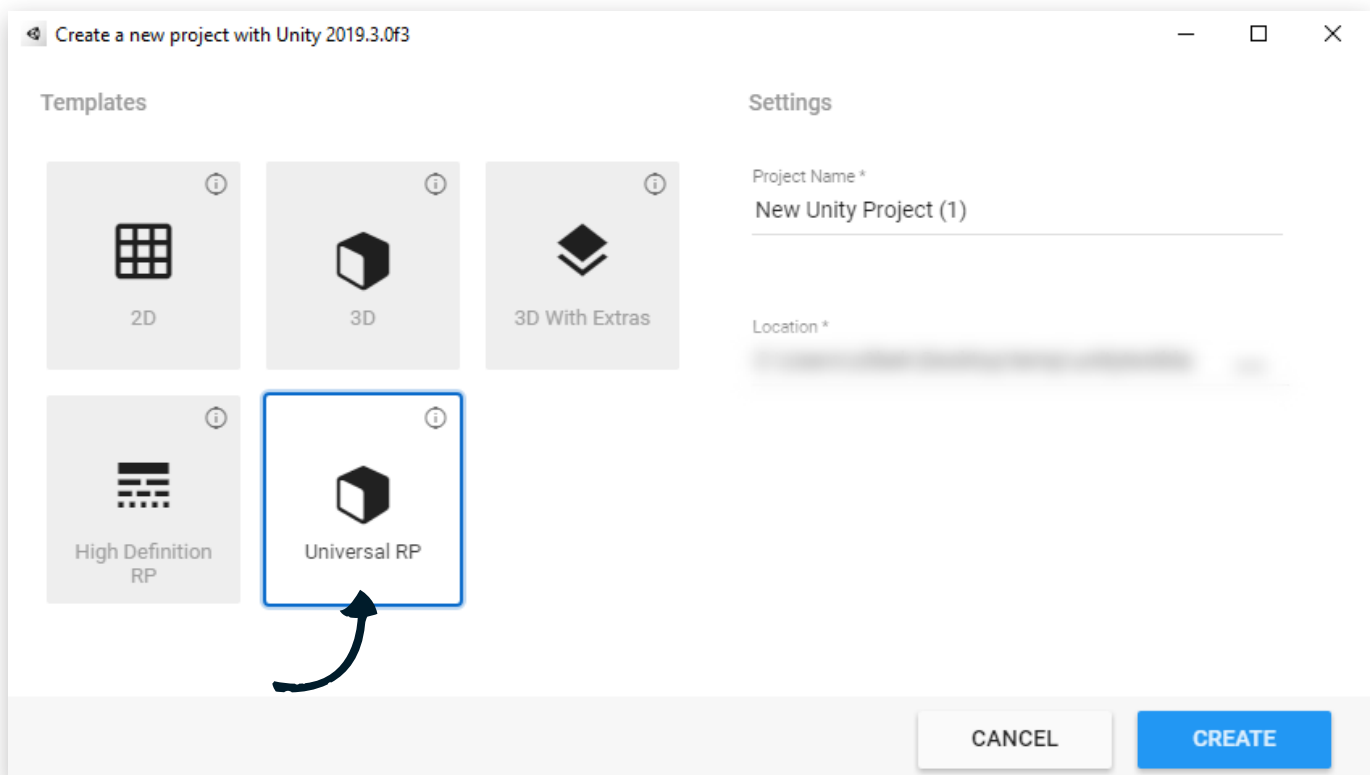 Create a new project with Unity 2019.3.0f3
Templates
Settings
2D
3D
3D With Extras
High Definition
RP
Universal RP
Project Name *
New Unity Project (1)
Location *
CANCEL
CREATE